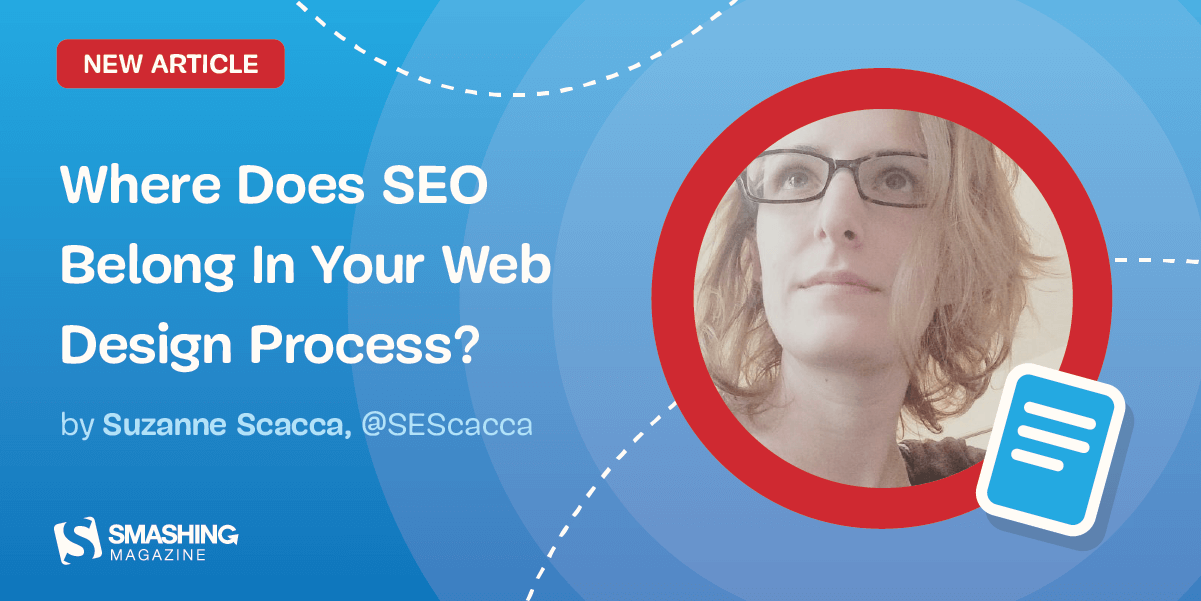 NEW ARTICLE
Where Does SEO
Belong In Your Web
Design Process?
by Suzanne Scacca, @SEScacca
SMASHING
MAGAZINE